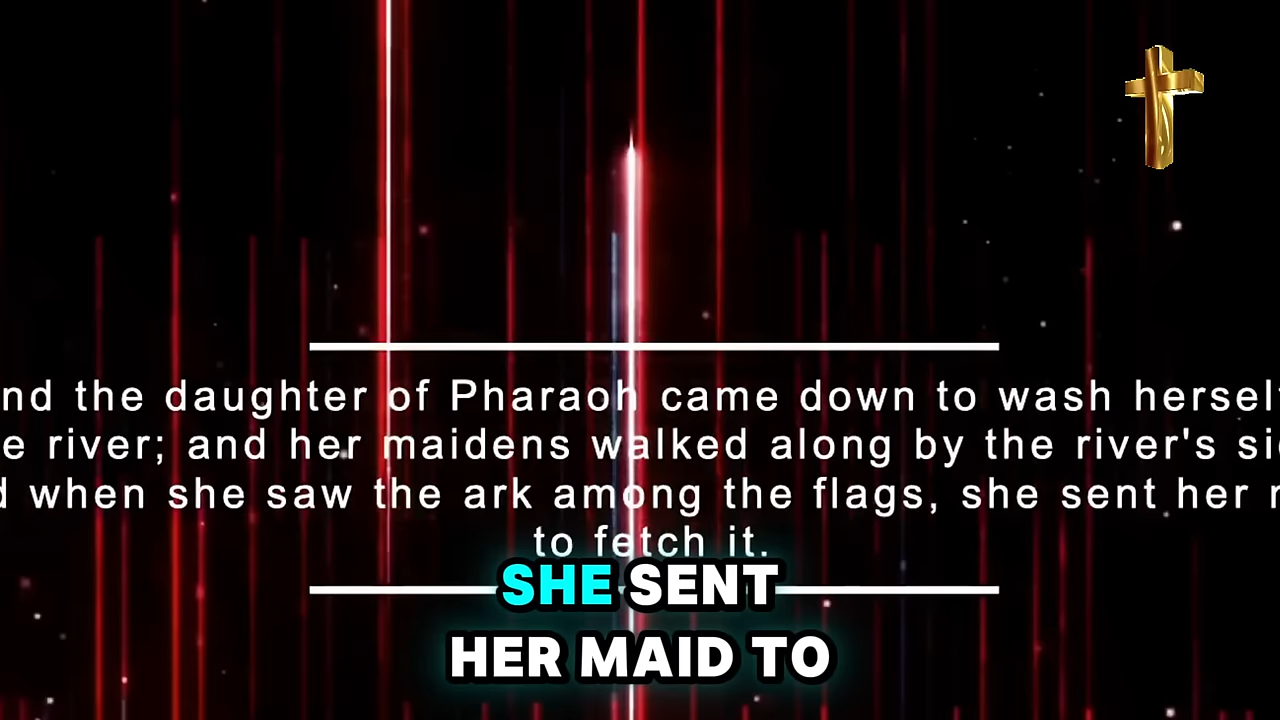 nd the daughter of Pharaoh came down to wash hersel
e river; and her maidens walked along by the river's si
when she saw the ark among the flags, she sent her
to fetch it.
SHE SENT
HER MAID TO